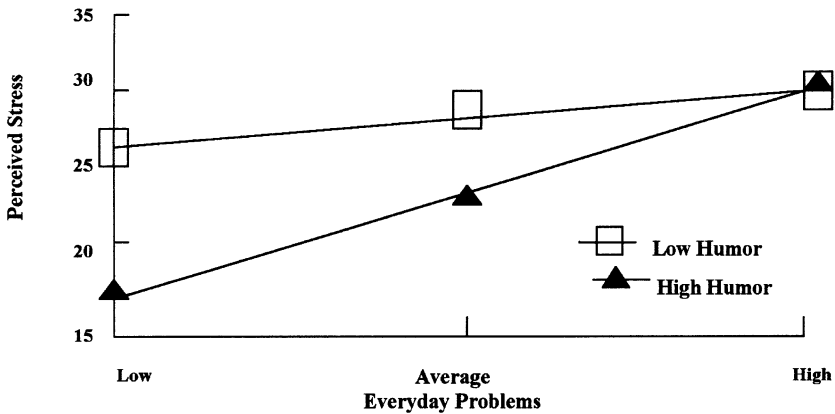 35
30
25
20
15
Perceived Stress
Low Humor
High Humor
Low
Average
High
Everyday Problems